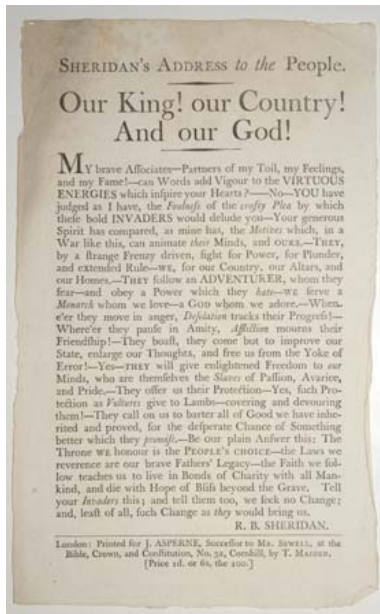 SHERIDAN'S ADDRESS to the People.
Our King! our Country!
And our God!
MY brave Associates—Partners of my Toil, my Feelings,
and my Fame!—can Words add Vigour to the VIRTUOUS
ENERGIES which inspire your Hearts?—No—YOU have
judged as I have, the Foulness of the crafty Plea by which
these bold INVADERS would delude you—Your generous
Spirit has compared, as mine has, the Motives which, in a
War like this, can animate their Minds, and OURS.—THEY,
by a strange Frenzy driven, fight for Power, for Plunder,
and extended Rule—WE, for our Country, our Altars, and
our Homes.—THEY follow an ADVENTURER, whom they
fear—and obey a Power which they hate—WE serve a
Monarch whom we love—a GOD whom we adore.—When-
e'er they move in anger, Desolation tracks their Progress!—
Where'er they pause in Amity, Affliction mourns their
Friendship!—They boast, they come but to improve our
State, enlarge our Thoughts, and free us from the Yoke of
Error!—Yes—THEY will give enlightened Freedom to our
Minds, who are themselves the Slaves of Passion, Avarice,
and Pride.—They offer us their Protection—Yes, such Pro-
tection as Vultures give to Lambs—covering and devouring
them!—They call on us to barter all of Good we have inhe-
rited and proved, for the desperate Chance of Something
better which they promise.—Be our plain Answer this: The
Throne WE honour is the PEOPLE'S CHOICE—the Laws we
reverence are our brave Fathers' Legacy—the Faith we fol-
low teaches us to live in Bonds of Charity with all Man-
kind, and die with Hope of Bliss beyond the Grave. Tell
your Invaders this; and tell them too, we seek no Change;
and, least of all, such Change as they would bring us.
R. B. SHERIDAN.
London: Printed for J. ASPERNE, Successor to Mr. SEWELL, at the
Bible, Crown, and Constitution, No. 32, Cornhill, by T. MAIDEN.
[Price 1d. or 6s. the 100.]